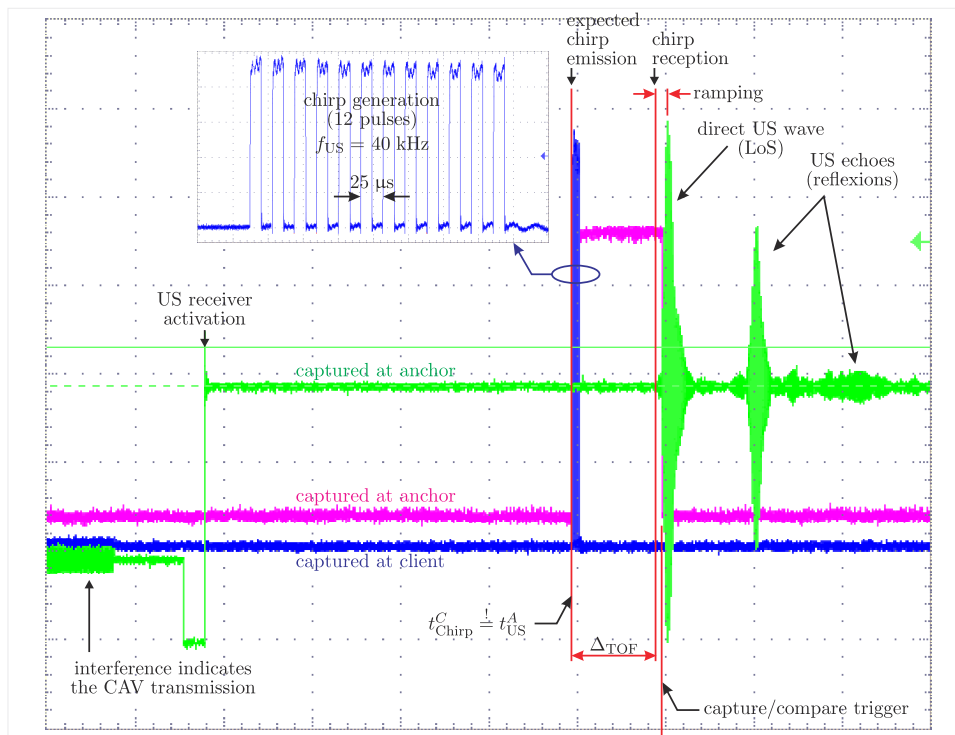 expected
chirp
emission
chirp
reception
ramping
chirp generation
(12 pulses)
f_US = 40 kHz
25 μs
direct US wave
(LoS)
US echoes
(reflexions)
US receiver
activation
captured at anchor
captured at anchor
captured at client
t^C_Chirp =! t^A_US
Δ_TOF
interference indicates
the CAV transmission
capture/compare trigger